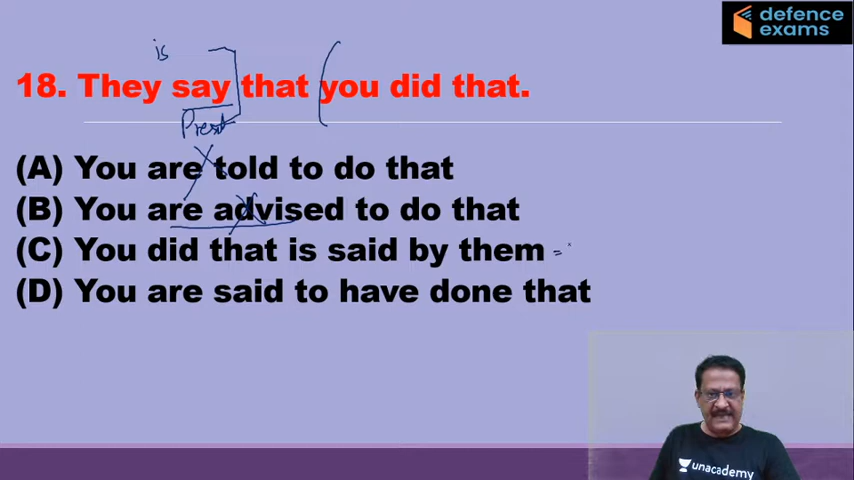 defence
exams
is
18. They say that you did that.
Prest
(A) You are told to do that
(B) You are advised to do that
(C) You did that is said by them =
(D) You are said to have done that
unacademy